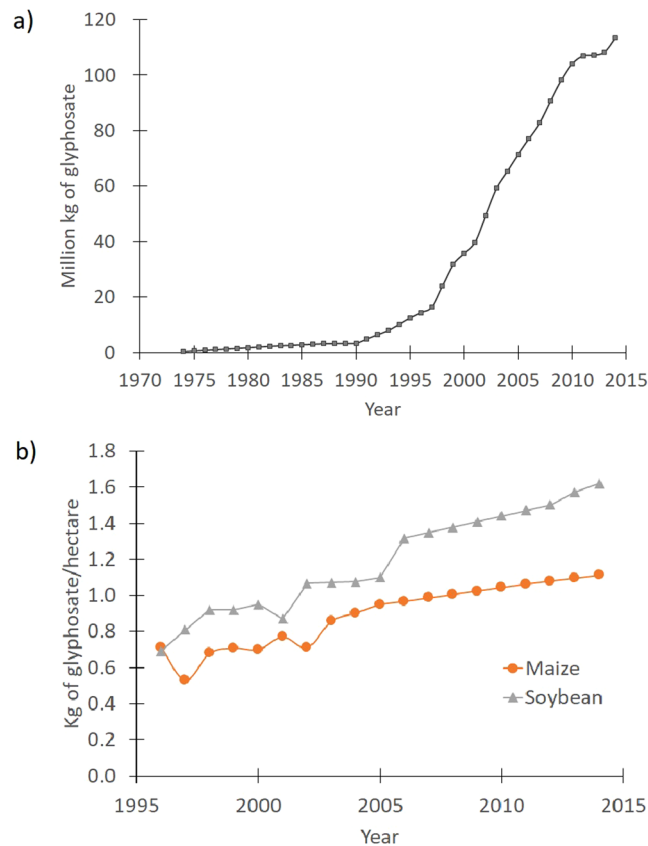 a)
120
100
80
60
40
20
0
Million kg of glyphosate
1970 1975 1980 1985 1990 1995 2000 2005 2010 2015
Year
b)
1.8
1.6
1.4
1.2
1.0
0.8
0.6
0.4
0.2
0.0
Kg of glyphosate/hectare
Maize
Soybean
1995 2000 2005 2010 2015
Year